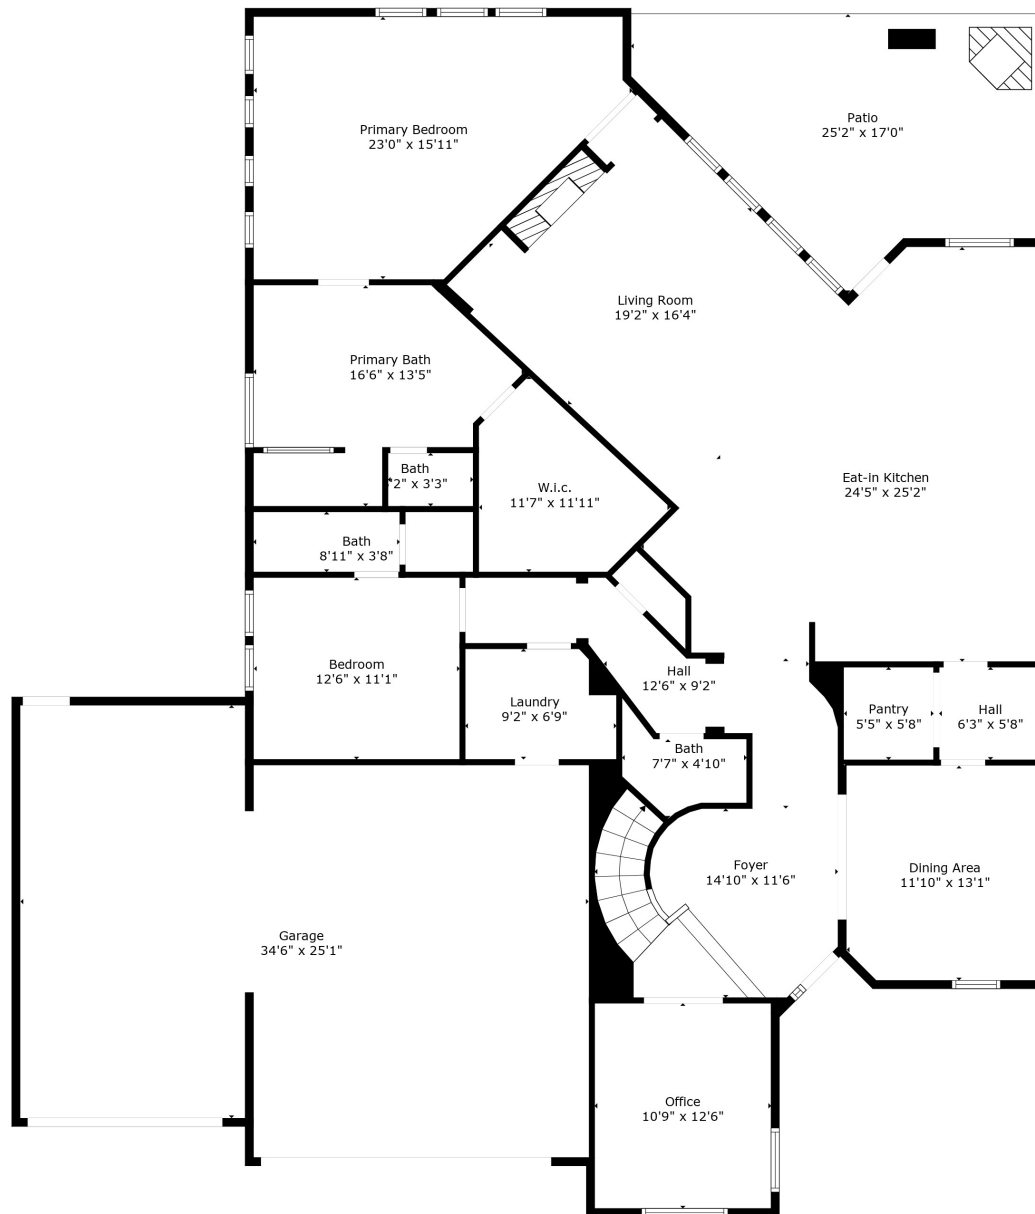 Patio
25'2" x 17'0"
Primary Bedroom
23'0" x 15'11"
Living Room
19'2" x 16'4"
Primary Bath
16'6" x 13'5"
Bath
'2" x 3'3"
Eat-in Kitchen
24'5" x 25'2"
W.i.c.
11'7" x 11'11"
Bath
8'11" x 3'8"
Bedroom
12'6" x 11'1"
Hall
12'6" x 9'2"
Laundry
9'2" x 6'9"
Pantry
5'5" x 5'8"
Hall
6'3" x 5'8"
Bath
7'7" x 4'10"
Foyer
14'10" x 11'6"
Dining Area
11'10" x 13'1"
Garage
34'6" x 25'1"
Office
10'9" x 12'6"